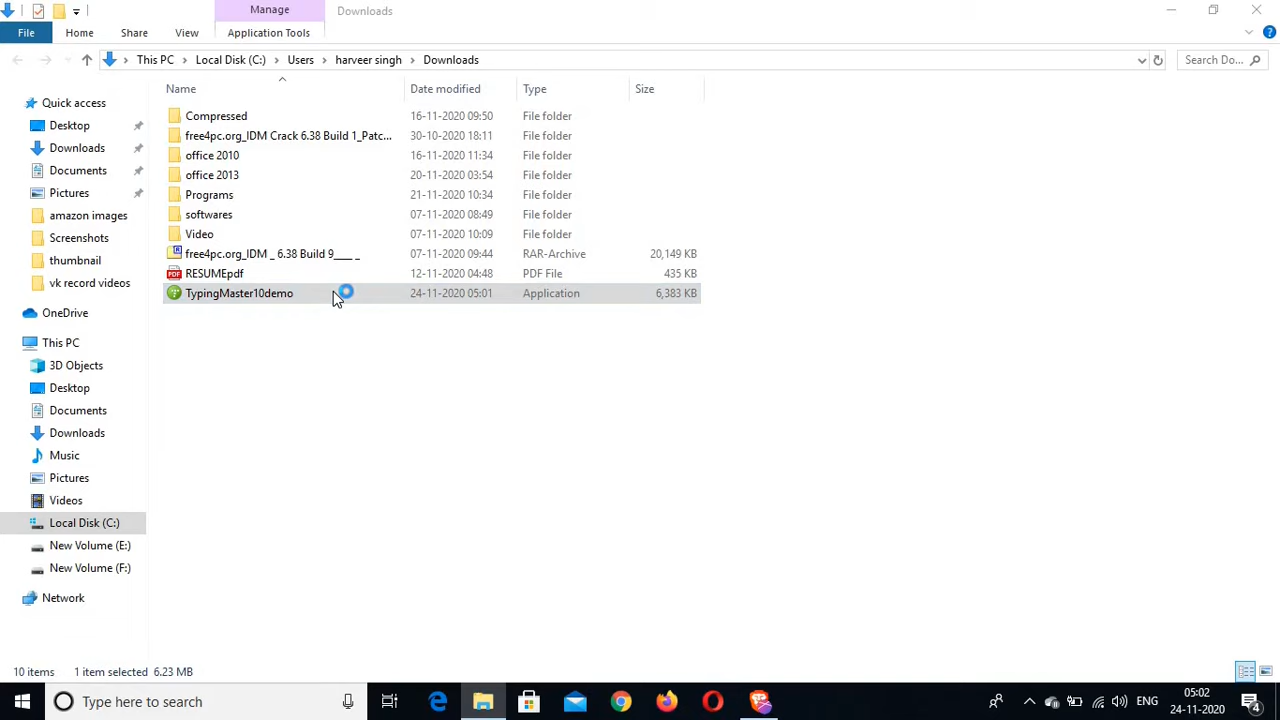 Manage
Downloads
File
Home
Share
View
Application Tools
This PC
Local Disk (C:)
Users
harveer singh
Downloads
Search Do...
Name
Date modified
Type
Size
Quick access
Desktop
Downloads
Documents
Pictures
amazon images
Screenshots
thumbnail
vk record videos
OneDrive
This PC
3D Objects
Desktop
Documents
Downloads
Music
Pictures
Videos
Local Disk (C:)
New Volume (E:)
New Volume (F:)
Network
Compressed 16-11-2020 09:50 File folder
free4pc.org_IDM Crack 6.38 Build 1_Patc... 30-10-2020 18:11 File folder
office 2010 16-11-2020 11:34 File folder
office 2013 20-11-2020 03:54 File folder
Programs 21-11-2020 10:34 File folder
softwares 07-11-2020 08:49 File folder
Video 07-11-2020 10:09 File folder
free4pc.org_IDM _ 6.38 Build 9____ _ 07-11-2020 09:44 RAR-Archive 20,149 KB
RESUMEpdf 12-11-2020 04:48 PDF File 435 KB
TypingMaster10demo 24-11-2020 05:01 Application 6,383 KB
10 items 1 item selected 6.23 MB
Type here to search
ENG
05:02
24-11-2020
4